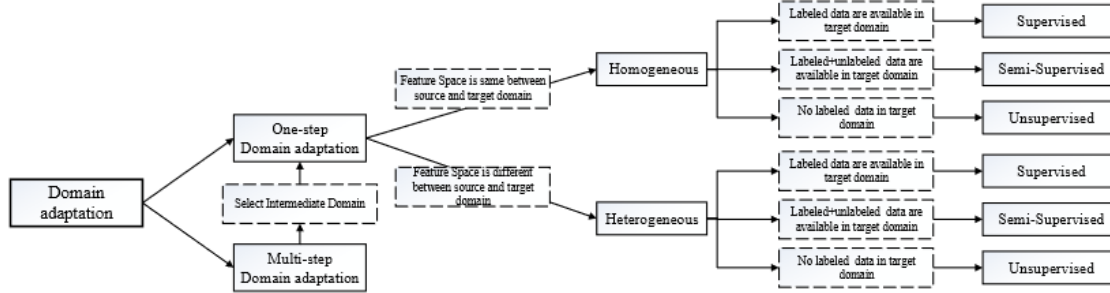 Domain
adaptation
One-step
Domain adaptation
Select Intermediate Domain
Multi-step
Domain adaptation
Feature Space is same between
source and target domain
Feature Space is different
between source and target
domain
Homogeneous
Labeled data are available in
target domain
Supervised
Labeled+unlabeled data are
available in target domain
Semi-Supervised
No labeled data in target
domain
Unsupervised
Heterogeneous
Labeled data are available in
target domain
Supervised
Labeled+unlabeled data are
available in target domain
Semi-Supervised
No labeled data in target
domain
Unsupervised